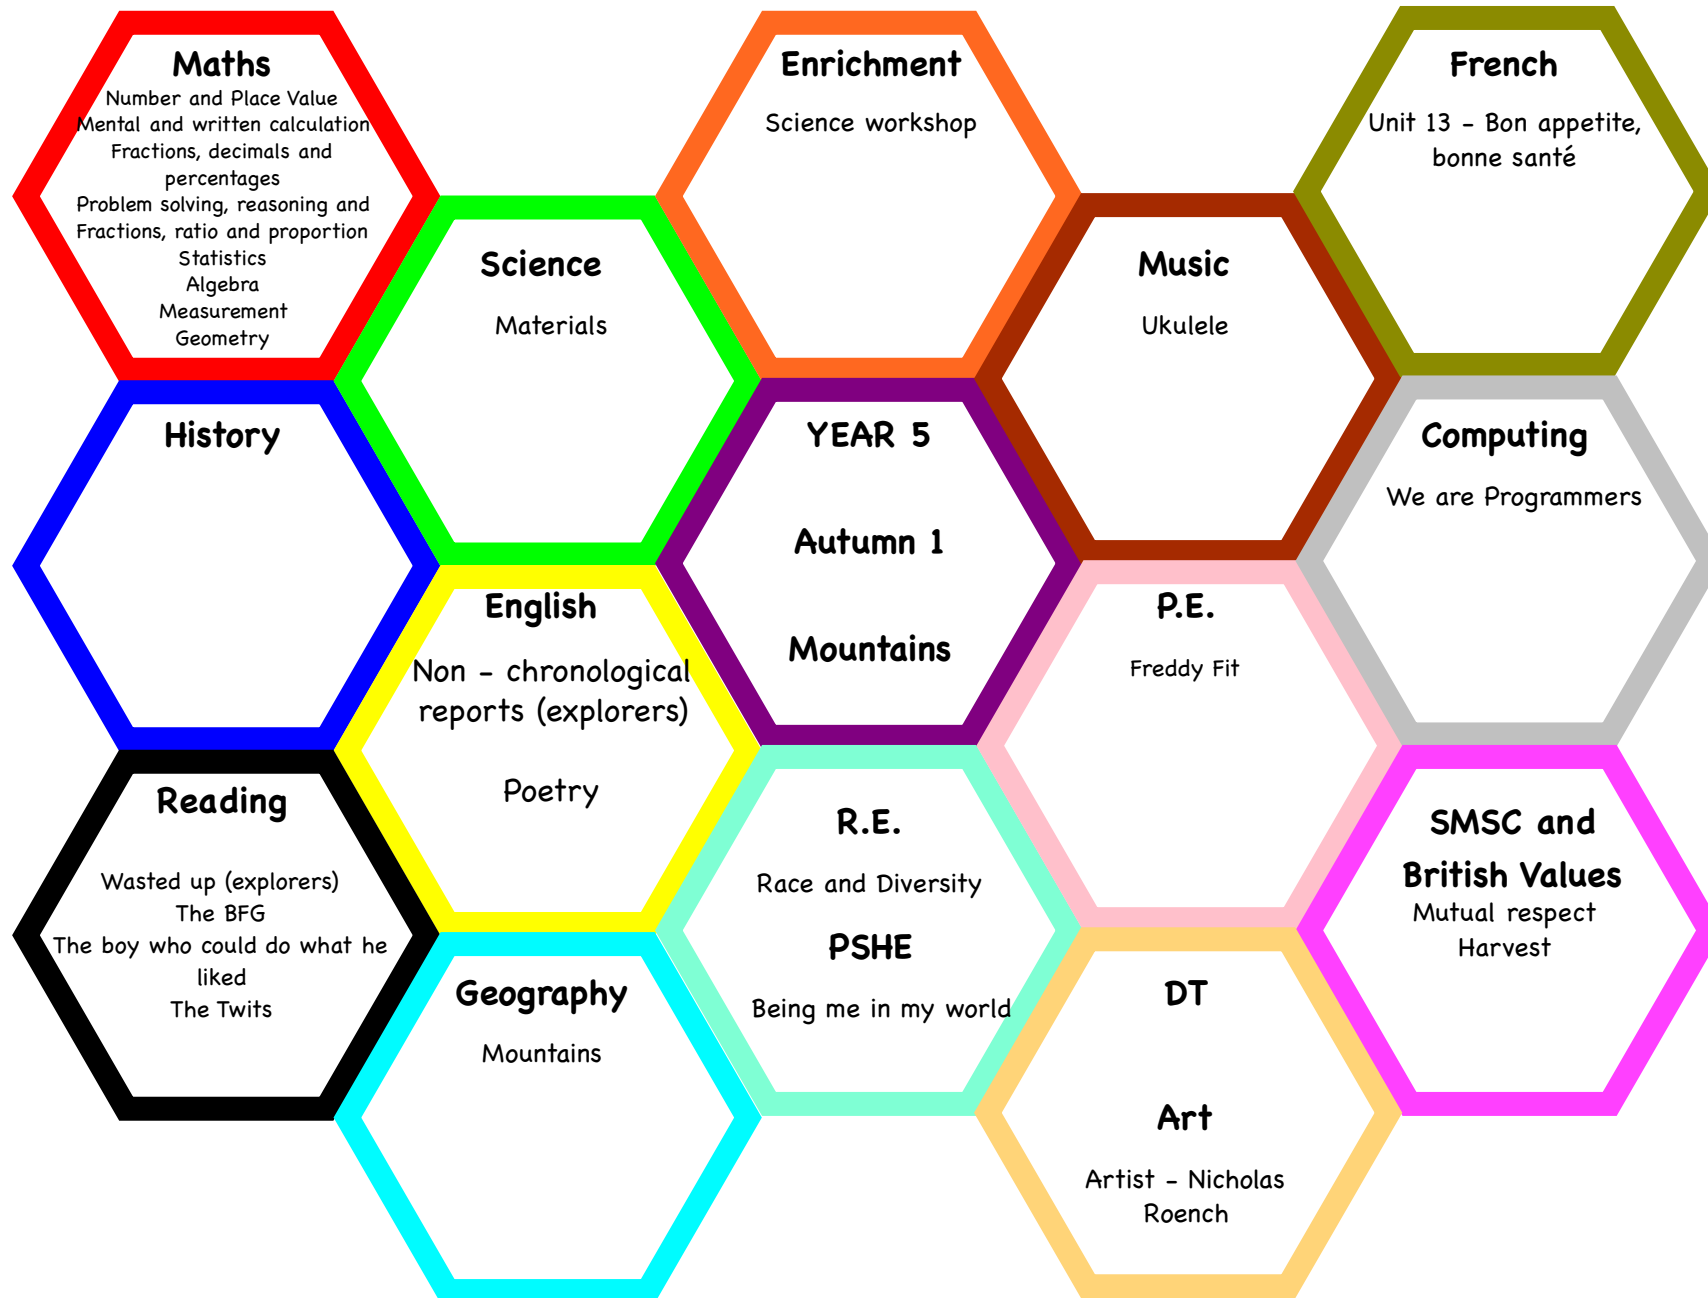 Maths
Number and Place Value
Mental and written calculation
Fractions, decimals and
percentages
Problem solving, reasoning and
Fractions, ratio and proportion
Statistics
Algebra
Measurement
Geometry
Enrichment
Science workshop
French
Unit 13 - Bon appetite,
bonne santé
Science
Materials
Music
Ukulele
History
YEAR 5
Autumn 1
Mountains
Computing
We are Programmers
English
Non - chronological
reports (explorers)
Poetry
P.E.
Freddy Fit
Reading
Wasted up (explorers)
The BFG
The boy who could do what he
liked
The Twits
R.E.
Race and Diversity
PSHE
Being me in my world
SMSC and
British Values
Mutual respect
Harvest
Geography
Mountains
DT
Art
Artist - Nicholas
Roench